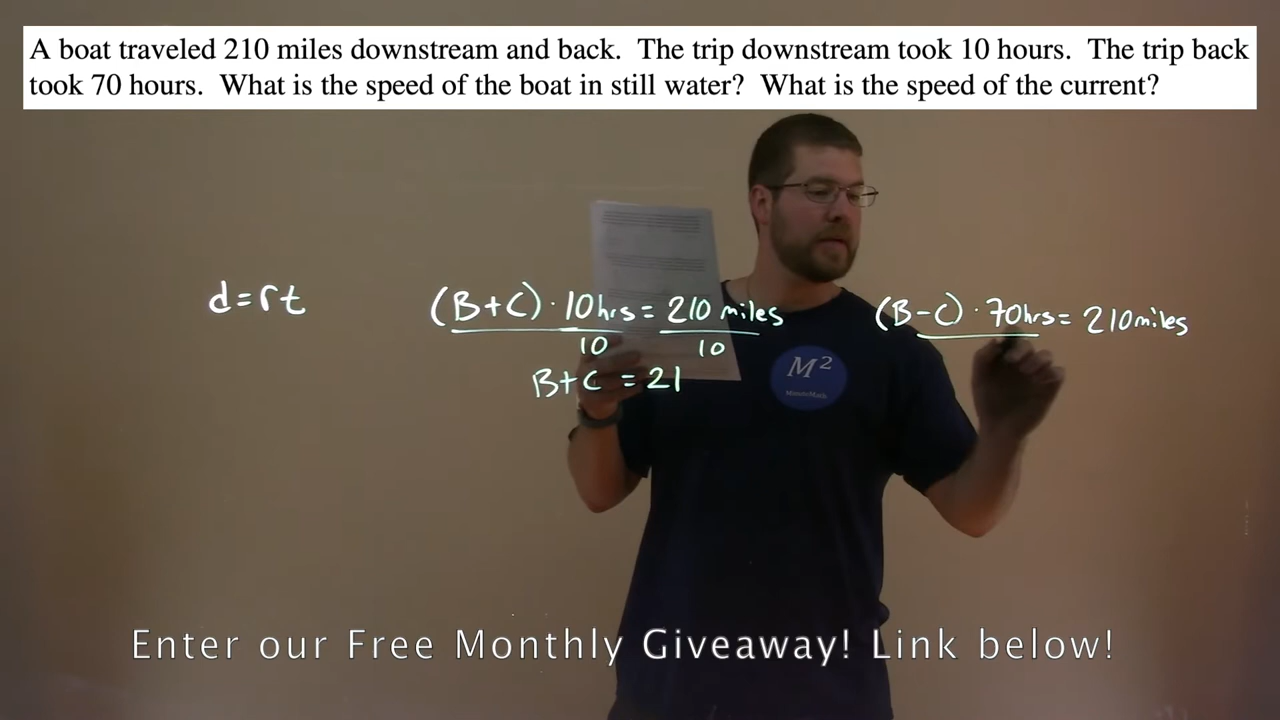 A boat traveled 210 miles downstream and back. The trip downstream took 10 hours. The trip back
took 70 hours. What is the speed of the boat in still water? What is the speed of the current?
d=rt
(B+C)·10hrs=210 miles
10 10
B+C =21
(B-C)·70hrs=210miles
M²
MinuteMath
Enter our Free Monthly Giveaway! Link below!